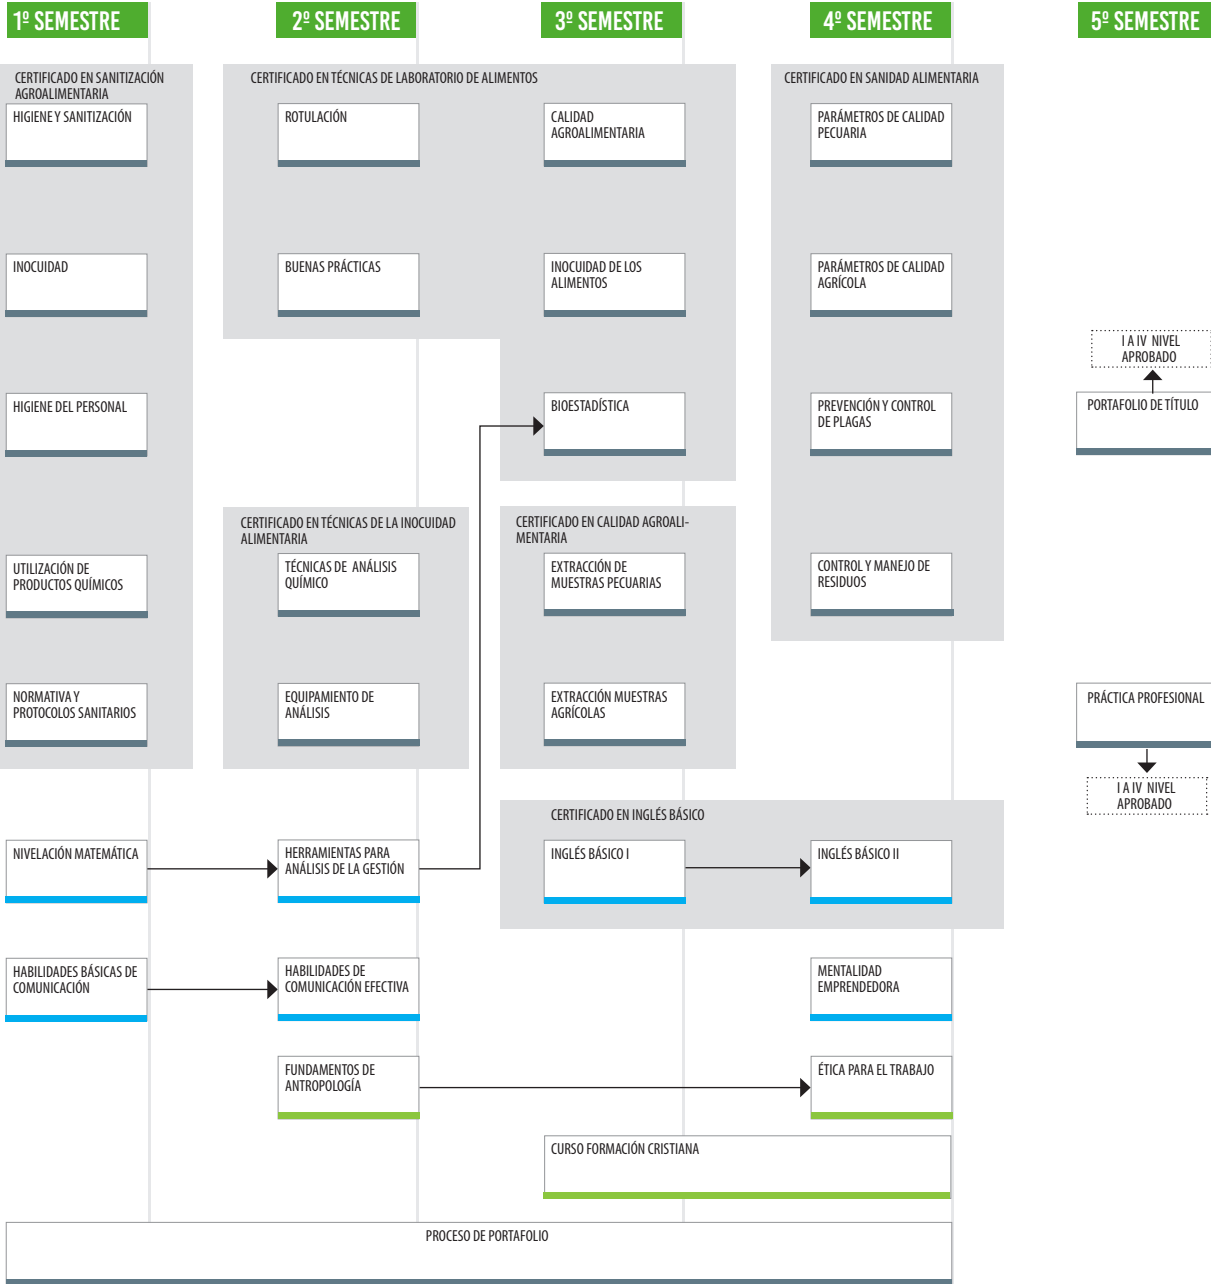 1º SEMESTRE
2º SEMESTRE
3º SEMESTRE
4º SEMESTRE
5º SEMESTRE
CERTIFICADO EN SANITIZACIÓN
AGROALIMENTARIA
HIGIENE Y SANITIZACIÓN
INOCUIDAD
HIGIENE DEL PERSONAL
UTILIZACIÓN DE
PRODUCTOS QUÍMICOS
NORMATIVA Y
PROTOCOLOS SANITARIOS
NIVELACIÓN MATEMÁTICA
HABILIDADES BÁSICAS DE
COMUNICACIÓN
CERTIFICADO EN TÉCNICAS DE LABORATORIO DE ALIMENTOS
ROTULACIÓN
BUENAS PRÁCTICAS
CALIDAD
AGROALIMENTARIA
INOCUIDAD DE LOS
ALIMENTOS
BIOESTADÍSTICA
CERTIFICADO EN TÉCNICAS DE LA INOCUIDAD
ALIMENTARIA
TÉCNICAS DE ANÁLISIS
QUÍMICO
EQUIPAMIENTO DE
ANÁLISIS
HERRAMIENTAS PARA
ANÁLISIS DE LA GESTIÓN
HABILIDADES DE
COMUNICACIÓN EFECTIVA
FUNDAMENTOS DE
ANTROPOLOGÍA
CERTIFICADO EN CALIDAD AGROALI-
MENTARIA
EXTRACCIÓN DE
MUESTRAS PECUARIAS
EXTRACCIÓN MUESTRAS
AGRÍCOLAS
CERTIFICADO EN INGLÉS BÁSICO
INGLÉS BÁSICO I
INGLÉS BÁSICO II
CERTIFICADO EN SANIDAD ALIMENTARIA
PARÁMETROS DE CALIDAD
PECUARIA
PARÁMETROS DE CALIDAD
AGRÍCOLA
PREVENCIÓN Y CONTROL
DE PLAGAS
CONTROL Y MANEJO DE
RESIDUOS
MENTALIDAD
EMPRENDEDORA
ÉTICA PARA EL TRABAJO
CURSO FORMACIÓN CRISTIANA
I A IV NIVEL
APROBADO
PORTAFOLIO DE TÍTULO
PRÁCTICA PROFESIONAL
I A IV NIVEL
APROBADO
PROCESO DE PORTAFOLIO